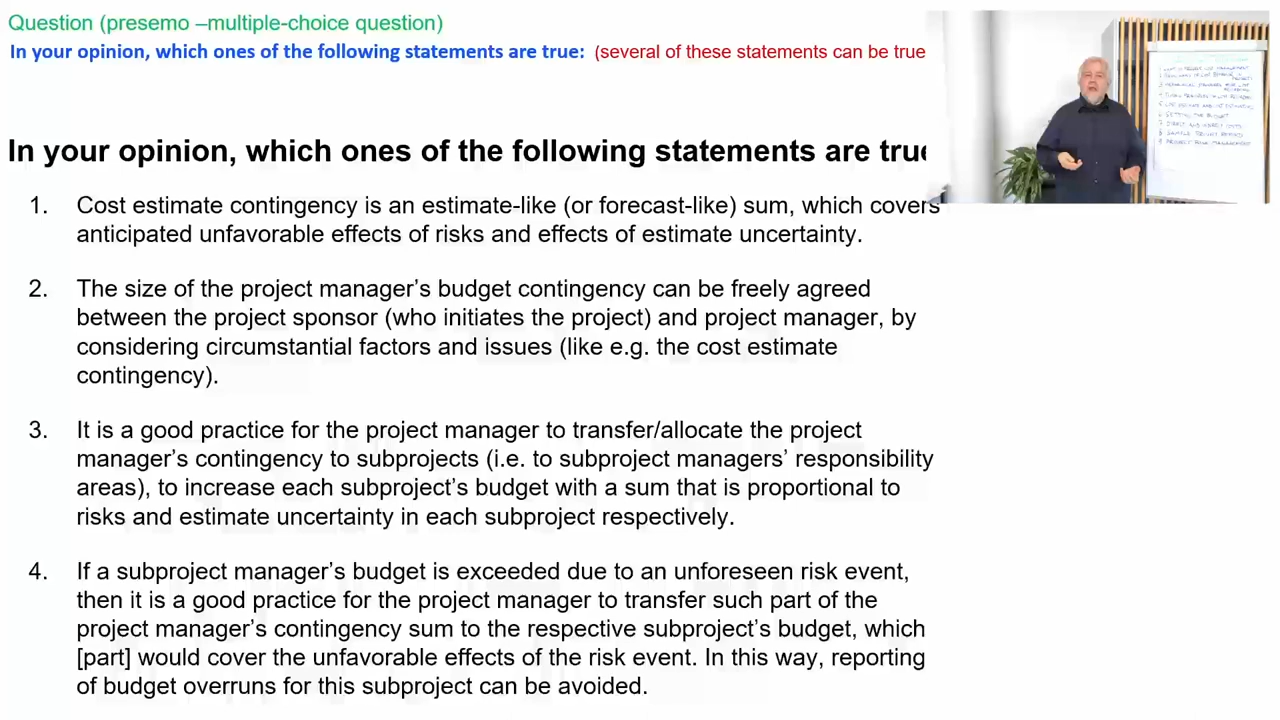 Question (presemo –multiple-choice question)
In your opinion, which ones of the following statements are true: (several of these statements can be true
In your opinion, which ones of the following statements are true
1. Cost estimate contingency is an estimate-like (or forecast-like) sum, which covers
anticipated unfavorable effects of risks and effects of estimate uncertainty.
2. The size of the project manager’s budget contingency can be freely agreed
between the project sponsor (who initiates the project) and project manager, by
considering circumstantial factors and issues (like e.g. the cost estimate
contingency).
3. It is a good practice for the project manager to transfer/allocate the project
manager’s contingency to subprojects (i.e. to subproject managers’ responsibility
areas), to increase each subproject’s budget with a sum that is proportional to
risks and estimate uncertainty in each subproject respectively.
4. If a subproject manager’s budget is exceeded due to an unforeseen risk event,
then it is a good practice for the project manager to transfer such part of the
project manager’s contingency sum to the respective subproject’s budget, which
[part] would cover the unfavorable effects of the risk event. In this way, reporting
of budget overruns for this subproject can be avoided.